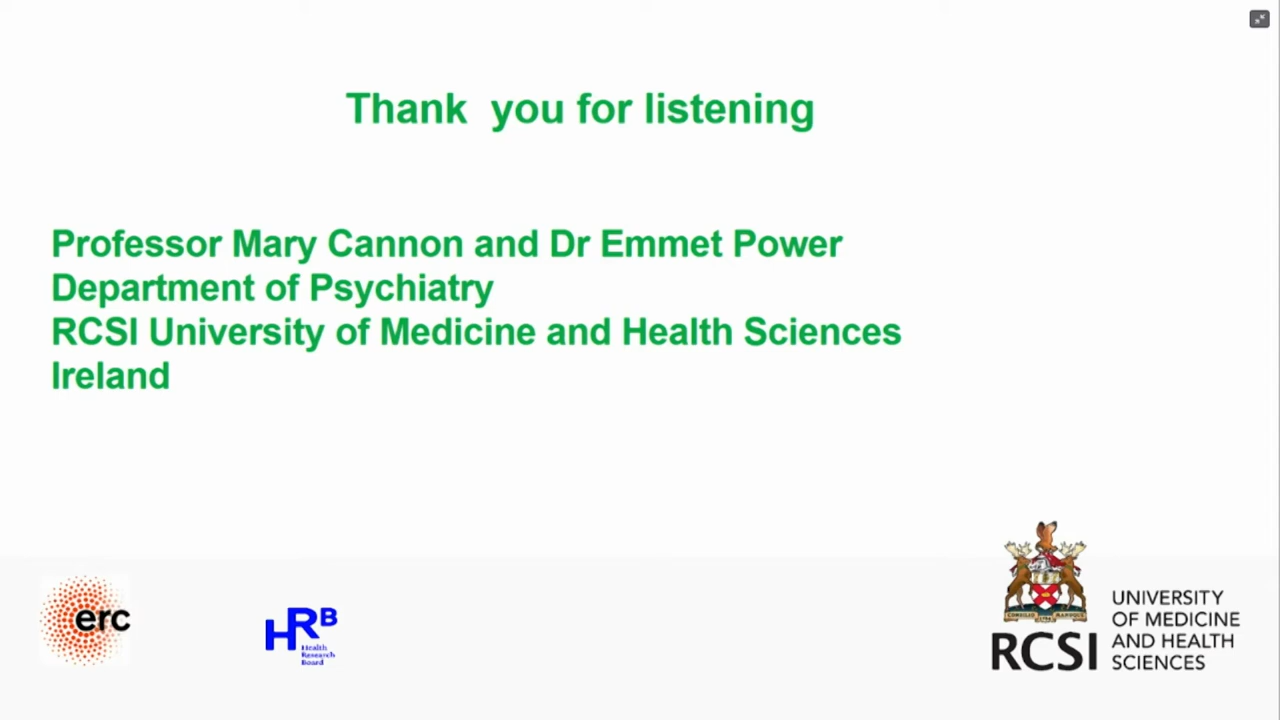 Thank you for listening
Professor Mary Cannon and Dr Emmet Power
Department of Psychiatry
RCSI University of Medicine and Health Sciences
Ireland
erc
HRB
Health
Research
Board
RCSI
UNIVERSITY
OF MEDICINE
AND HEALTH
SCIENCES